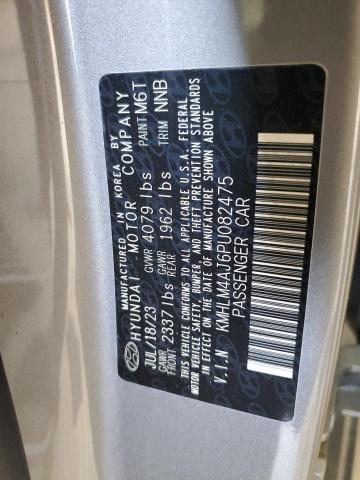 MANUFACTURED IN KOREA BY
HYUNDAI MOTOR COMPANY
JUL/18/23 GVWR 4079 lbs PAINT M6T
GAWR FRONT 2337 lbs GAWR REAR 1962 lbs TRIM NNB
THIS VEHICLE CONFORMS TO ALL APPLICABLE U.S.A. FEDERAL
MOTOR VEHICLE SAFETY, BUMPER, AND THEFT PREVENTION STANDARDS
IN EFFECT ON THE DATE OF MANUFACTURE SHOWN ABOVE
V.I.N KMHLM4AJ6PU082475
PASSENGER CAR